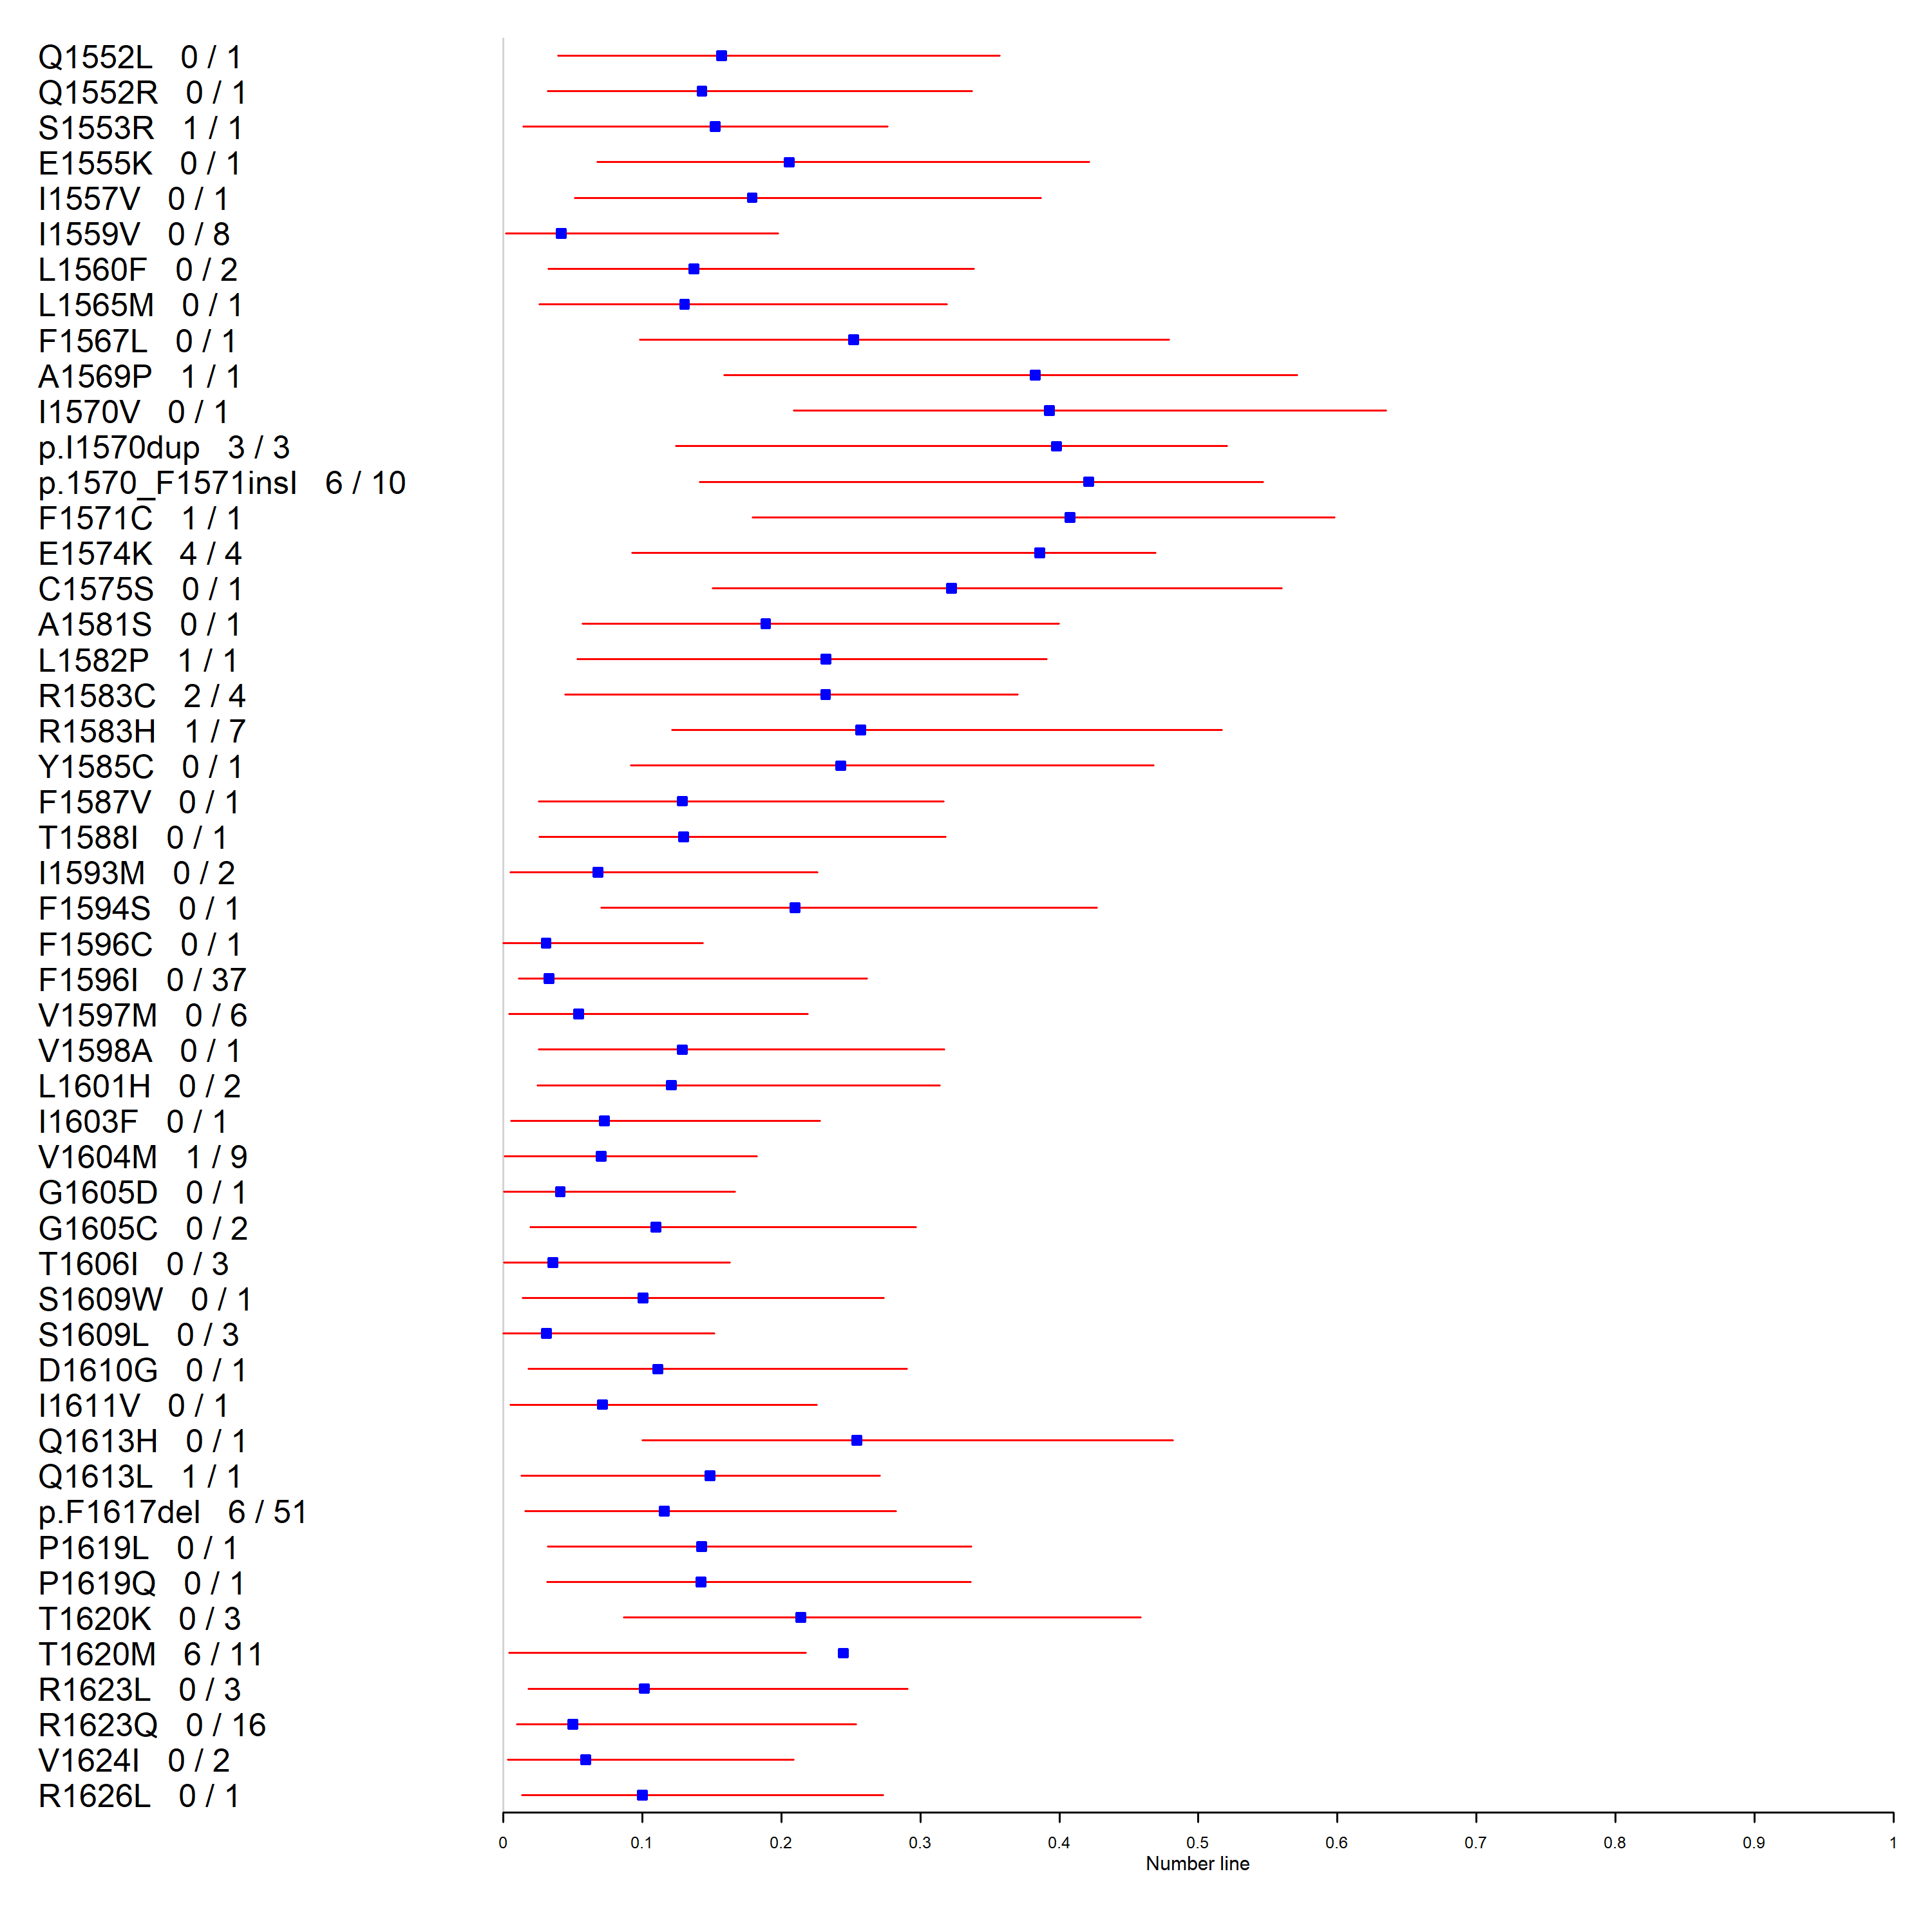 Q1552L 0 / 1
Q1552R 0 / 1
S1553R 1 / 1
E1555K 0 / 1
I1557V 0 / 1
I1559V 0 / 8
L1560F 0 / 2
L1565M 0 / 1
F1567L 0 / 1
A1569P 1 / 1
I1570V 0 / 1
p.I1570dup 3 / 3
p.1570_F1571insI 6 / 10
F1571C 1 / 1
E1574K 4 / 4
C1575S 0 / 1
A1581S 0 / 1
L1582P 1 / 1
R1583C 2 / 4
R1583H 1 / 7
Y1585C 0 / 1
F1587V 0 / 1
T1588I 0 / 1
I1593M 0 / 2
F1594S 0 / 1
F1596C 0 / 1
F1596I 0 / 37
V1597M 0 / 6
V1598A 0 / 1
L1601H 0 / 2
I1603F 0 / 1
V1604M 1 / 9
G1605D 0 / 1
G1605C 0 / 2
T1606I 0 / 3
S1609W 0 / 1
S1609L 0 / 3
D1610G 0 / 1
I1611V 0 / 1
Q1613H 0 / 1
Q1613L 1 / 1
p.F1617del 6 / 51
P1619L 0 / 1
P1619Q 0 / 1
T1620K 0 / 3
T1620M 6 / 11
R1623L 0 / 3
R1623Q 0 / 16
V1624I 0 / 2
R1626L 0 / 1
0 0.1 0.2 0.3 0.4 0.5 0.6 0.7 0.8 0.9 1
Number line